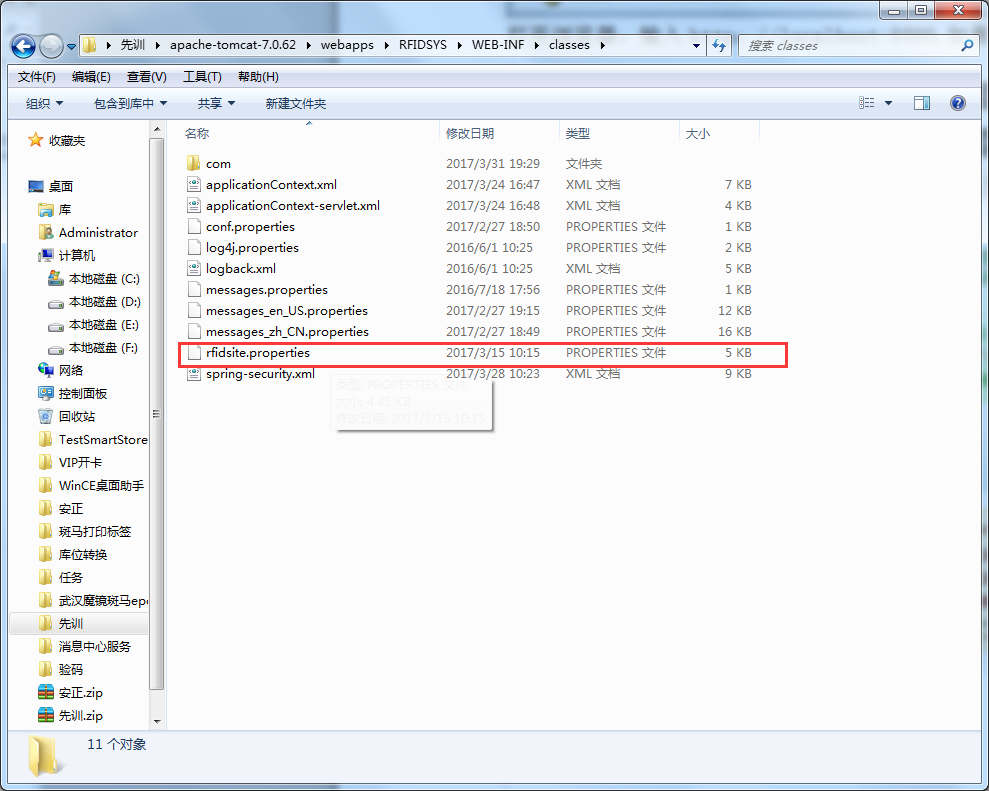 先训 apache-tomcat-7.0.62 webapps RFIDSYS WEB-INF classes 搜索 classes
文件(F) 编辑(E) 查看(V) 工具(T) 帮助(H)
组织 包含到库中 共享 新建文件夹
收藏夹
桌面
库
Administrator
计算机
本地磁盘 (C:)
本地磁盘 (D:)
本地磁盘 (E:)
本地磁盘 (F:)
网络
控制面板
回收站
TestSmartStore
VIP开卡
WinCE桌面助手
安正
斑马打印标签
库位转换
任务
武汉魔镜斑马epc
先训
消息中心服务
验码
安正.zip
先训.zip
名称 修改日期 类型 大小
com 2017/3/31 19:29 文件夹
applicationContext.xml 2017/3/24 16:47 XML 文档 7 KB
applicationContext-servlet.xml 2017/3/24 16:48 XML 文档 4 KB
conf.properties 2017/2/27 18:50 PROPERTIES 文件 1 KB
log4j.properties 2016/6/1 10:25 PROPERTIES 文件 2 KB
logback.xml 2016/6/1 10:25 XML 文档 5 KB
messages.properties 2016/7/18 17:56 PROPERTIES 文件 1 KB
messages_en_US.properties 2017/2/27 19:15 PROPERTIES 文件 12 KB
messages_zh_CN.properties 2017/2/27 18:49 PROPERTIES 文件 16 KB
rfidsite.properties 2017/3/15 10:15 PROPERTIES 文件 5 KB
spring-security.xml 2017/3/28 10:23 XML 文档 9 KB
类型: PROPERTIES 文件
大小: 4.45 KB
修改日期: 2017/3/15 10:15
11 个对象